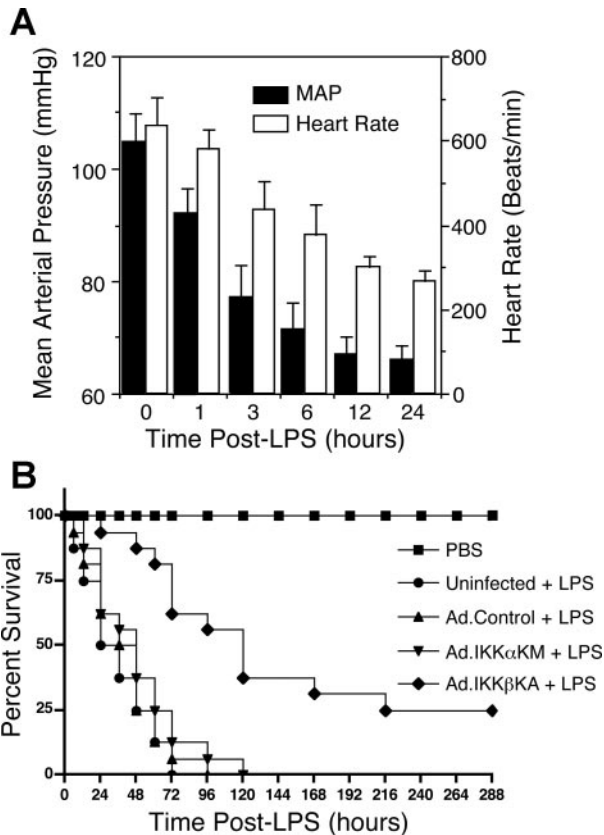 A
Mean Arterial Pressure (mmHg)
120
100
80
60
MAP
Heart Rate
800
600
400
200
0
Heart Rate (Beats/min)
0 1 3 6 12 24
Time Post-LPS (hours)
B
Percent Survival
100
75
50
25
0
PBS
Uninfected + LPS
Ad.Control + LPS
Ad.IKKαKM + LPS
Ad.IKKβKA + LPS
0 24 48 72 96 120 144 168 192 216 240 264 288
Time Post-LPS (hours)